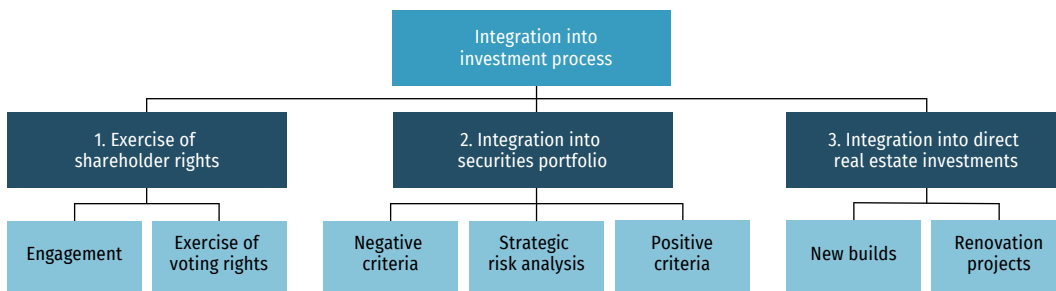 Integration into
investment process
1. Exercise of
shareholder rights
2. Integration into
securities portfolio
3. Integration into direct
real estate investments
Engagement
Exercise of
voting rights
Negative
criteria
Strategic
risk analysis
Positive
criteria
New builds
Renovation
projects